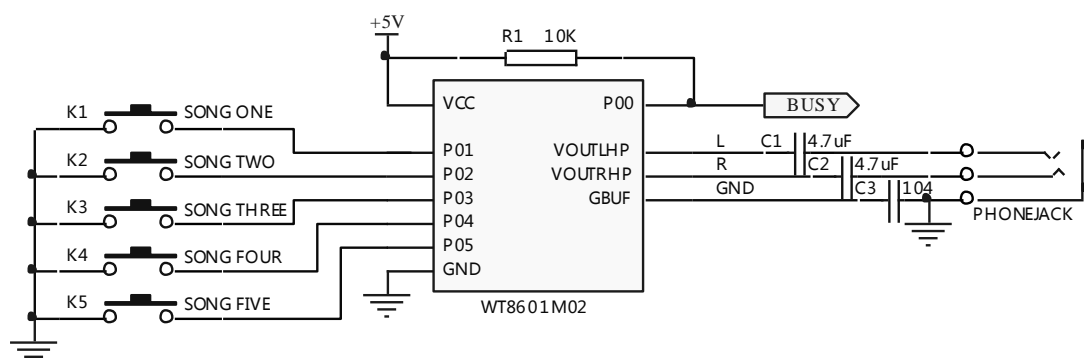 +5V
R1 10K
VCC
P00
BUSY
K1
SONG ONE
K2
SONG TWO
K3
SONG THREE
K4
SONG FOUR
K5
SONG FIVE
P01
P02
P03
P04
P05
GND
VOUTLHP
VOUTRHP
GBUF
L
C1
4.7uF
R
C2
4.7uF
GND
C3
104
PHONEJACK
WT8601M02